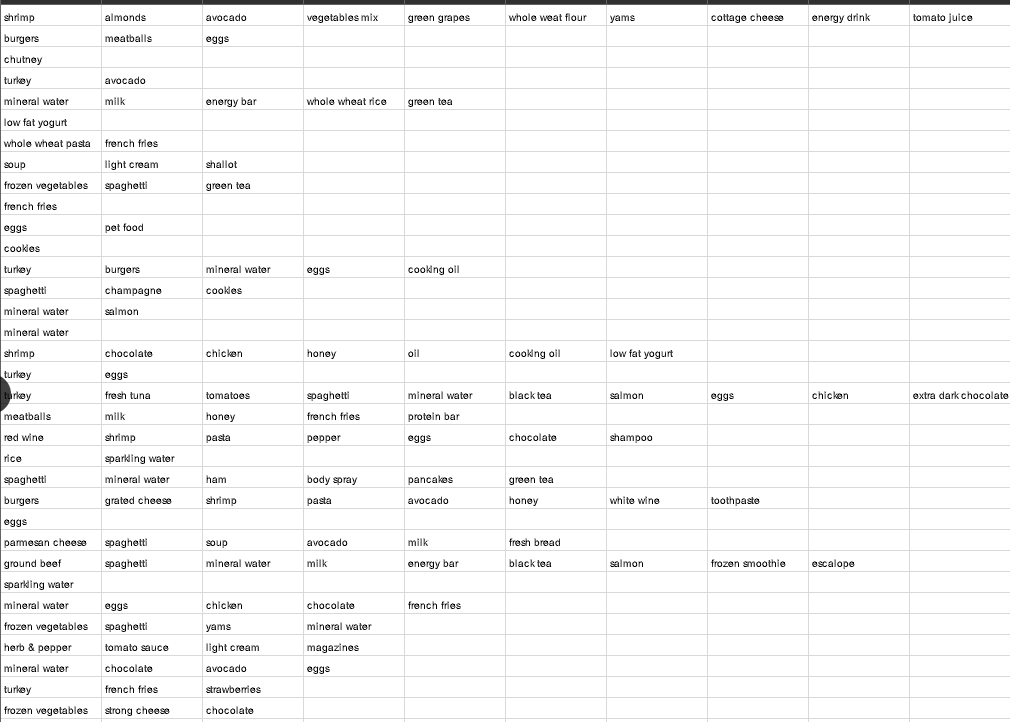 shrimp almonds avocado vegetables mix green grapes whole weat flour yams cottage cheese energy drink tomato juice
burgers meatballs eggs
chutney
turkey avocado
mineral water milk energy bar whole wheat rice green tea
low fat yogurt
whole wheat pasta french fries
soup light cream shallot
frozen vegetables spaghetti green tea
french fries
eggs pet food
cookies
turkey burgers mineral water eggs cooking oil
spaghetti champagne cookies
mineral water salmon
mineral water
shrimp chocolate chicken honey oil cooking oil low fat yogurt
turkey eggs
turkey fresh tuna tomatoes spaghetti mineral water black tea salmon eggs chicken extra dark chocolate
meatballs milk honey french fries protein bar
red wine shrimp pasta pepper eggs chocolate shampoo
rice sparkling water
spaghetti mineral water ham body spray pancakes green tea
burgers grated cheese shrimp pasta avocado honey white wine toothpaste
eggs
parmesan cheese spaghetti soup avocado milk fresh bread
ground beef spaghetti mineral water milk energy bar black tea salmon frozen smoothie escalope
sparkling water
mineral water eggs chicken chocolate french fries
frozen vegetables spaghetti yams mineral water
herb & pepper tomato sauce light cream magazines
mineral water chocolate avocado eggs
turkey french fries strawberries
frozen vegetables strong cheese chocolate